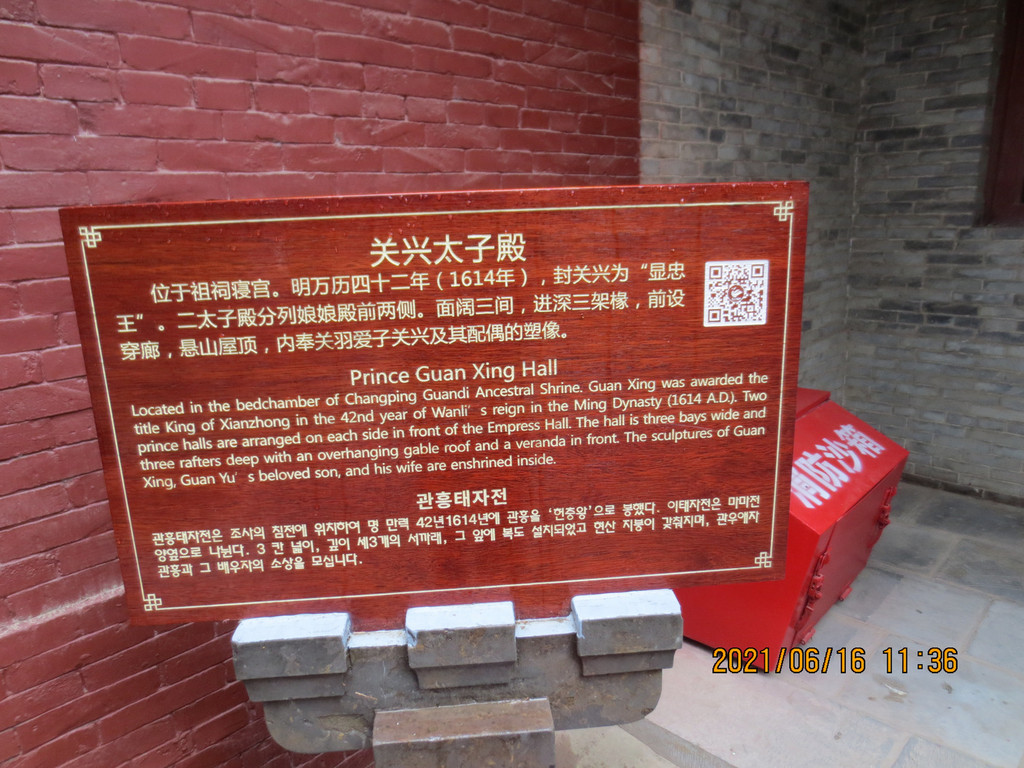 关兴太子殿
位于祖祠寝宫。明万历四十二年（1614年），封关兴为“显忠
王”。二太子殿分列娘娘殿前两侧。面阔三间，进深三架椽，前设
穿廊，悬山屋顶，内奉关羽爱子关兴及其配偶的塑像。
Prince Guan Xing Hall
Located in the bedchamber of Changping Guandi Ancestral Shrine. Guan Xing was awarded the
title King of Xianzhong in the 42nd year of Wanli’s reign in the Ming Dynasty (1614 A.D.). Two
prince halls are arranged on each side in front of the Empress Hall. The hall is three bays wide and
three rafters deep with an overhanging gable roof and a veranda in front. The sculptures of Guan
Xing, Guan Yu’s beloved son, and his wife are enshrined inside.
관흥태자전
관흥태자전은 조사의 침전에 위치하여 명 만력 42년1614년에 관흥을 ‘현충왕’으로 봉했다. 이태자전은 마마전
양옆으로 나뉜다. 3 칸 넓이, 깊이 세3개의 서까래, 그 앞에 복도 설치되었고 현산 지붕이 갖춰지며, 관우애자
관흥과 그 배우자의 소상을 모십니다.
消防沙箱
2021/06/16 11:36